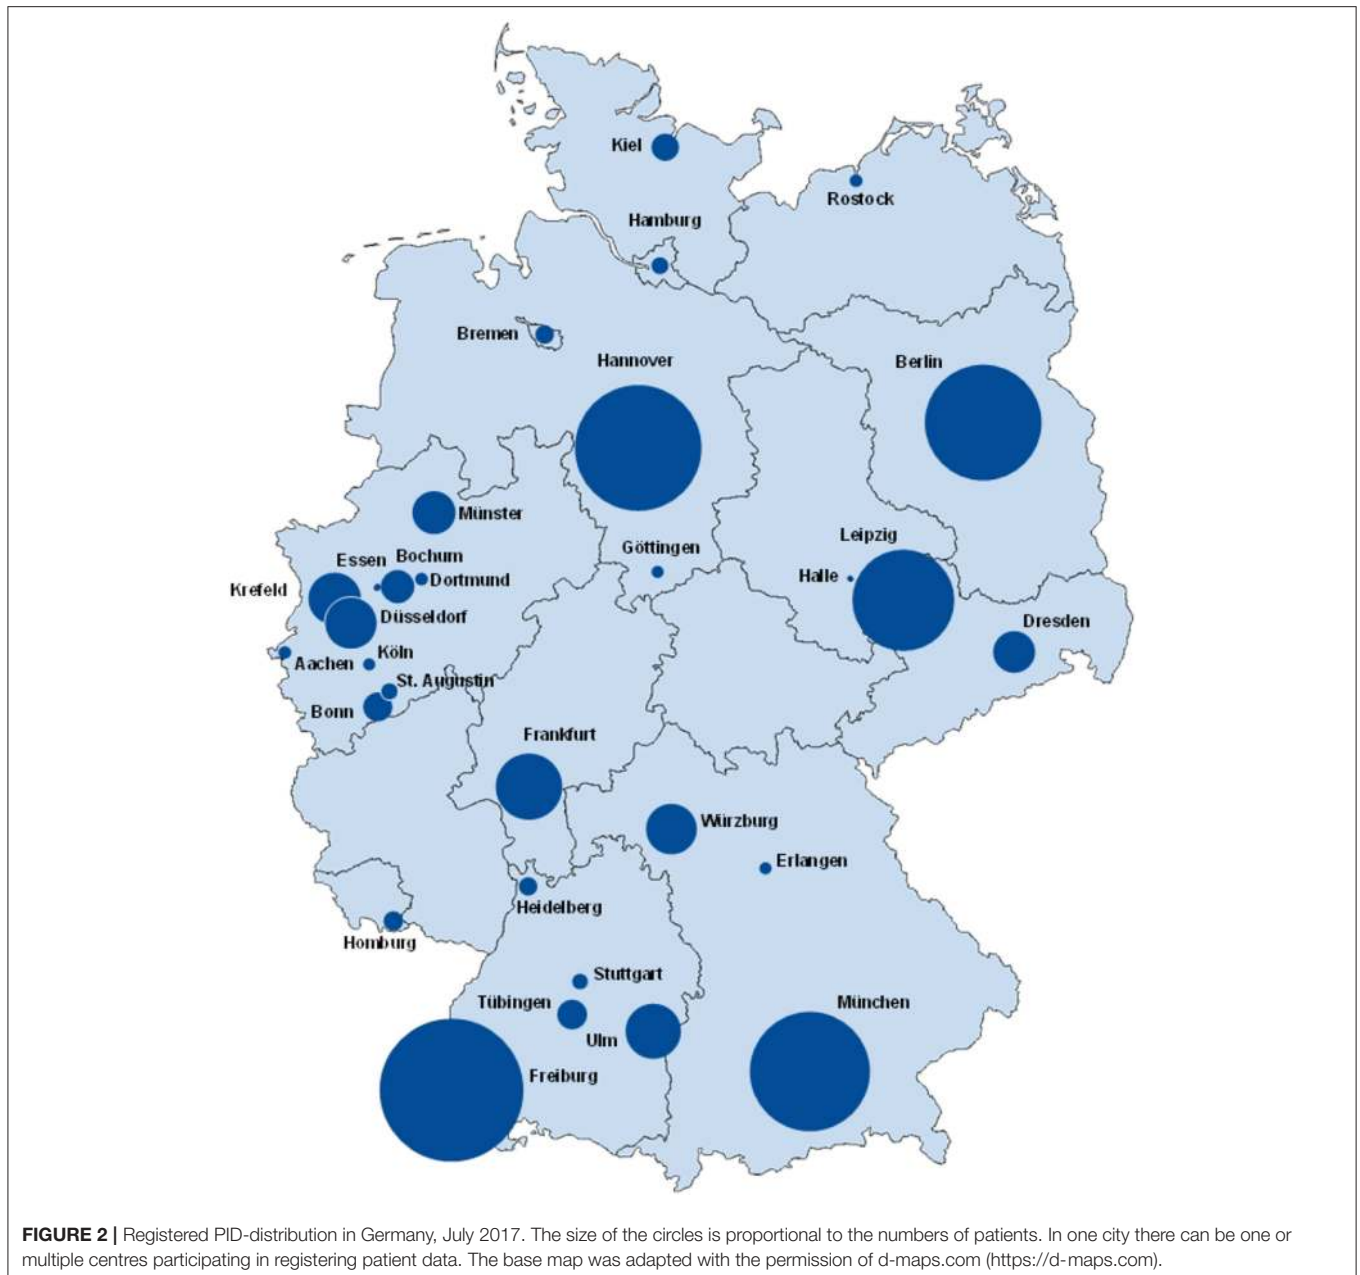 Kiel
Rostock
Hamburg
Bremen
Hannover
Berlin
Münster
Leipzig
Göttingen
Essen
Bochum
Dortmund
Halle
Krefeld
Düsseldorf
Dresden
Köln
Aachen
St. Augustin
Bonn
Frankfurt
Würzburg
Erlangen
Heidelberg
Homburg
Stuttgart
Tübingen
München
Ulm
Freiburg
FIGURE 2 | Registered PID-distribution in Germany, July 2017. The size of the circles is proportional to the numbers of patients. In one city there can be one or
multiple centres participating in registering patient data. The base map was adapted with the permission of d-maps.com (https://d-maps.com).